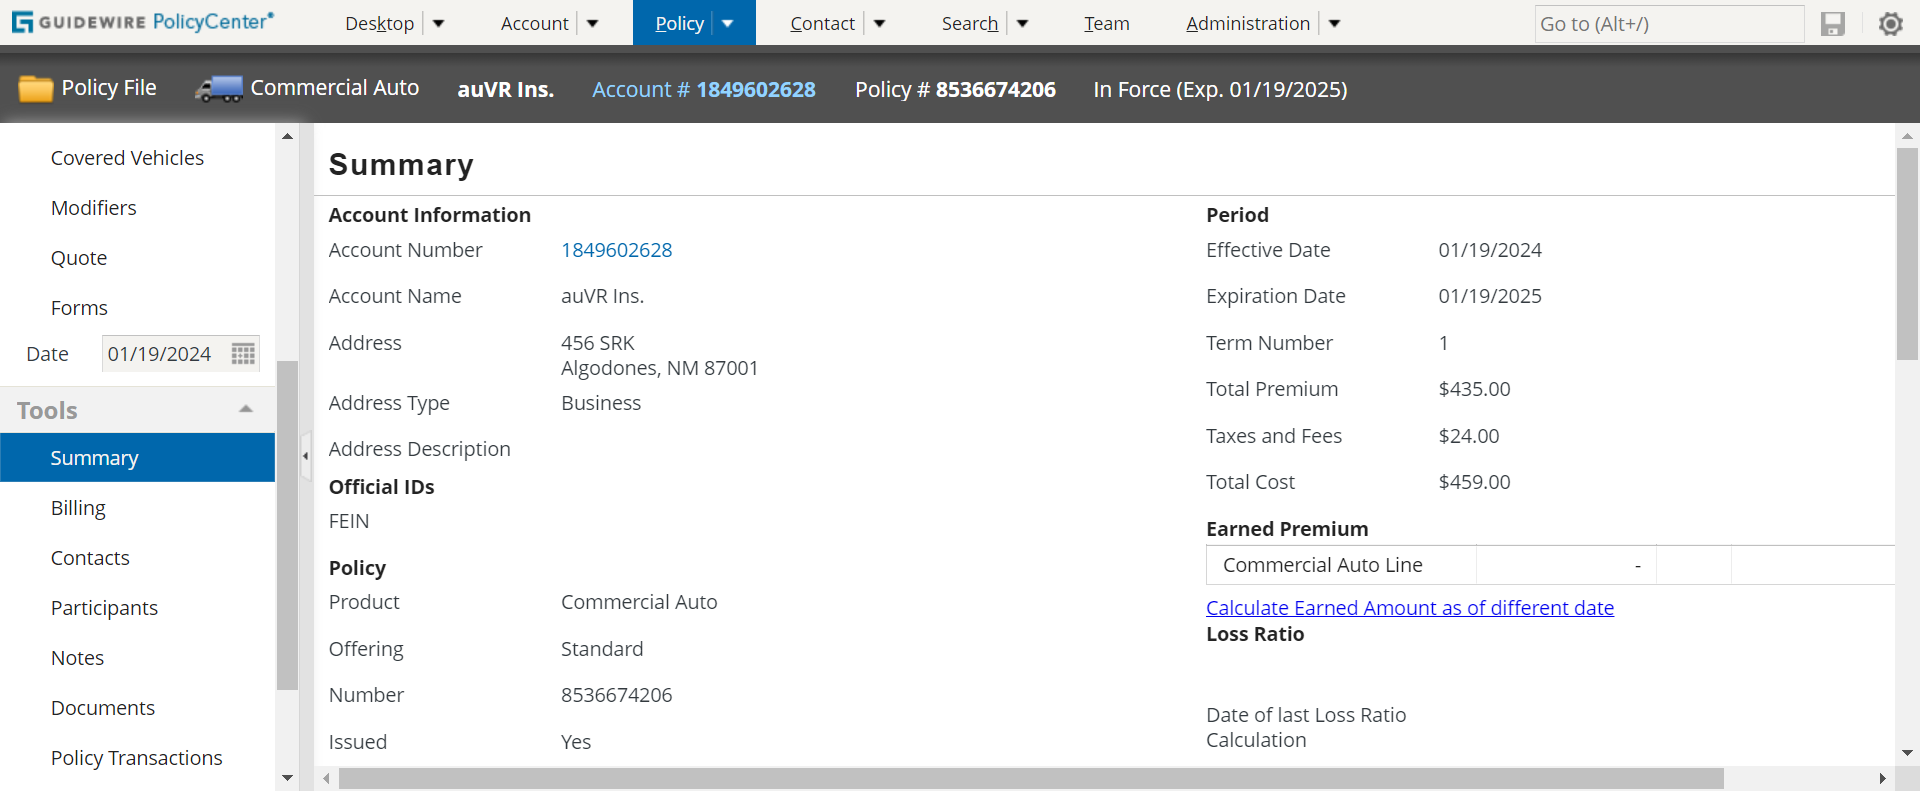 GUIDEWIRE PolicyCenter®
Desktop
Account
Policy
Contact
Search
Team
Administration
Go to (Alt+/)
Policy File
Commercial Auto
auVR Ins.
Account # 1849602628
Policy # 8536674206
In Force (Exp. 01/19/2025)
Covered Vehicles
Modifiers
Quote
Forms
Date 01/19/2024
Tools
Summary
Billing
Contacts
Participants
Notes
Documents
Policy Transactions
Summary
Account Information
Account Number 1849602628
Account Name auVR Ins.
Address 456 SRK
Algodones, NM 87001
Address Type Business
Address Description
Official IDs
FEIN
Policy
Product Commercial Auto
Offering Standard
Number 8536674206
Issued Yes
Period
Effective Date 01/19/2024
Expiration Date 01/19/2025
Term Number 1
Total Premium $435.00
Taxes and Fees $24.00
Total Cost $459.00
Earned Premium
Commercial Auto Line -
Calculate Earned Amount as of different date
Loss Ratio
Date of last Loss Ratio
Calculation